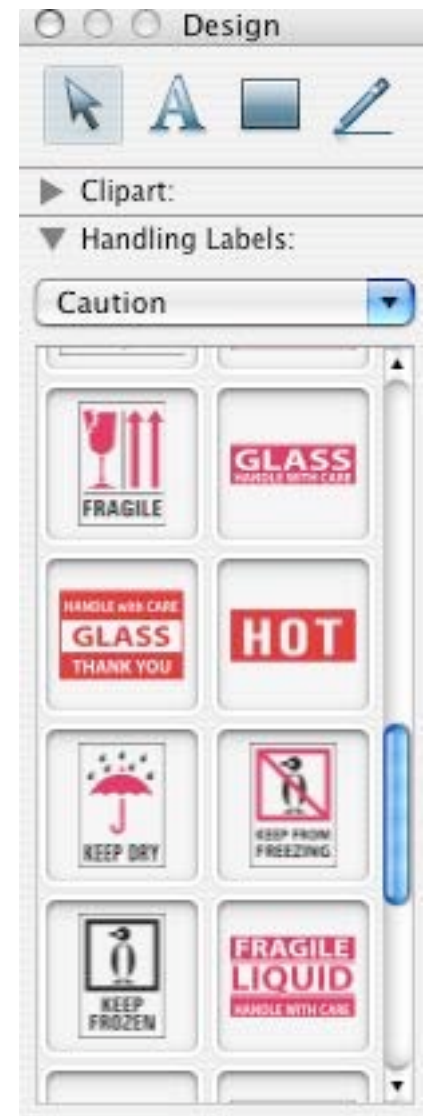 Design
A
Clipart:
Handling Labels:
Caution
FRAGILE
GLASS
HANDLE WITH CARE
HANDLE with CARE
GLASS
THANK YOU
HOT
KEEP DRY
KEEP FROM
FREEZING
KEEP
FROZEN
FRAGILE
LIQUID
HANDLE WITH CARE